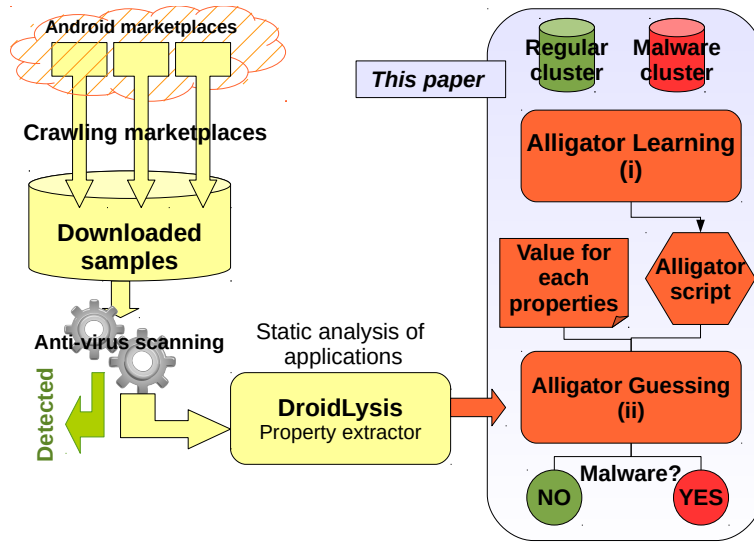 Android marketplaces
Crawling marketplaces
Downloaded
samples
Anti-virus scanning
Detected
Static analysis of
applications
DroidLysis
Property extractor
This paper
Regular
cluster
Malware
cluster
Alligator Learning
(i)
Value for
each
properties
Alligator
script
Alligator Guessing
(ii)
Malware?
NO
YES